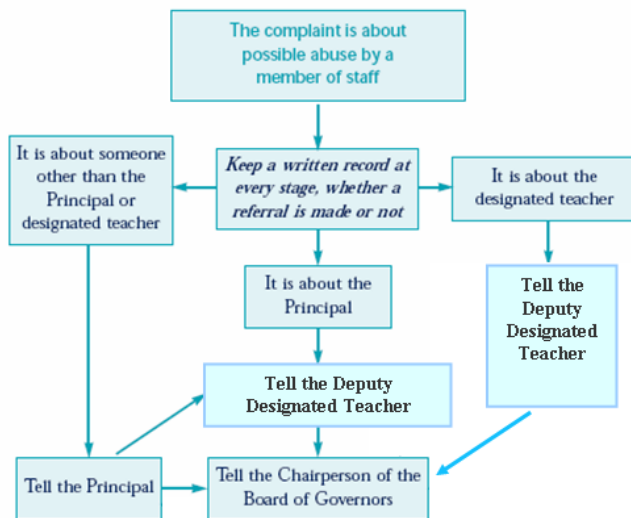 The complaint is about
possible abuse by a
member of staff
It is about someone
other than the
Principal or
designated teacher
Keep a written record at
every stage, whether a
referral is made or not
It is about the
designated teacher
It is about the
Principal
Tell the
Deputy
Designated
Teacher
Tell the Deputy
Designated Teacher
Tell the Principal
Tell the Chairperson of the
Board of Governors